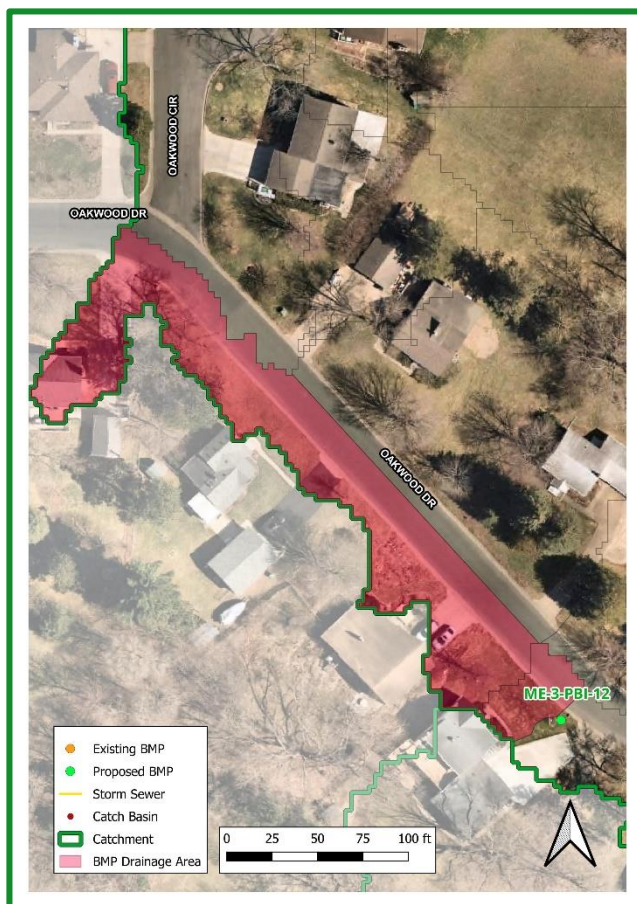 OAKWOOD CIR
OAKWOOD DR
OAKWOOD DR
ME-3-PBI-12
Existing BMP
Proposed BMP
Storm Sewer
Catch Basin
Catchment
BMP Drainage Area
0 25 50 75 100 ft